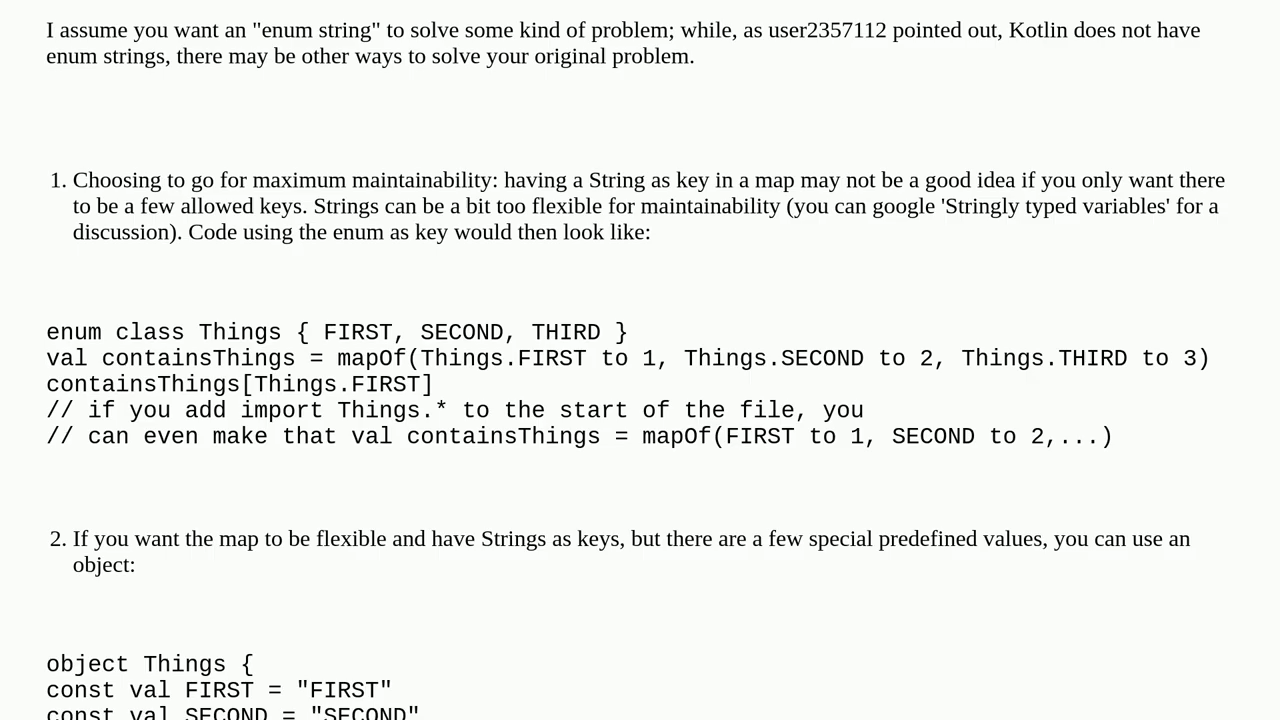 I assume you want an "enum string" to solve some kind of problem; while, as user2357112 pointed out, Kotlin does not have
enum strings, there may be other ways to solve your original problem.
1. Choosing to go for maximum maintainability: having a String as key in a map may not be a good idea if you only want there
to be a few allowed keys. Strings can be a bit too flexible for maintainability (you can google 'Stringly typed variables' for a
discussion). Code using the enum as key would then look like:
enum class Things { FIRST, SECOND, THIRD }
val containsThings = mapOf(Things.FIRST to 1, Things.SECOND to 2, Things.THIRD to 3)
containsThings[Things.FIRST]
// if you add import Things.* to the start of the file, you
// can even make that val containsThings = mapOf(FIRST to 1, SECOND to 2,...)
2. If you want the map to be flexible and have Strings as keys, but there are a few special predefined values, you can use an
object:
object Things {
const val FIRST = "FIRST"
const val SECOND = "SECOND"